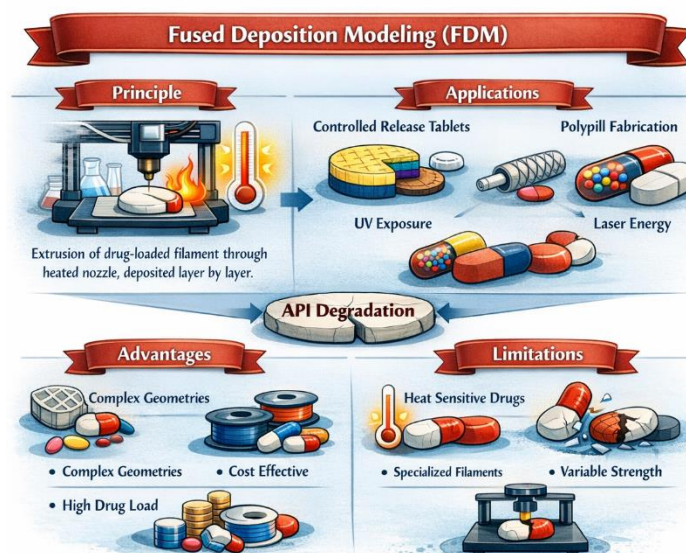 Fused Deposition Modeling (FDM)
Principle
Extrusion of drug-loaded filament through
heated nozzle, deposited layer by layer.
Applications
Controlled Release Tablets
Polypill Fabrication
UV Exposure
Laser Energy
API Degradation
Advantages
Complex Geometries
• Complex Geometries
• Cost Effective
• High Drug Load
Limitations
Heat Sensitive Drugs
• Specialized Filaments
• Variable Strength